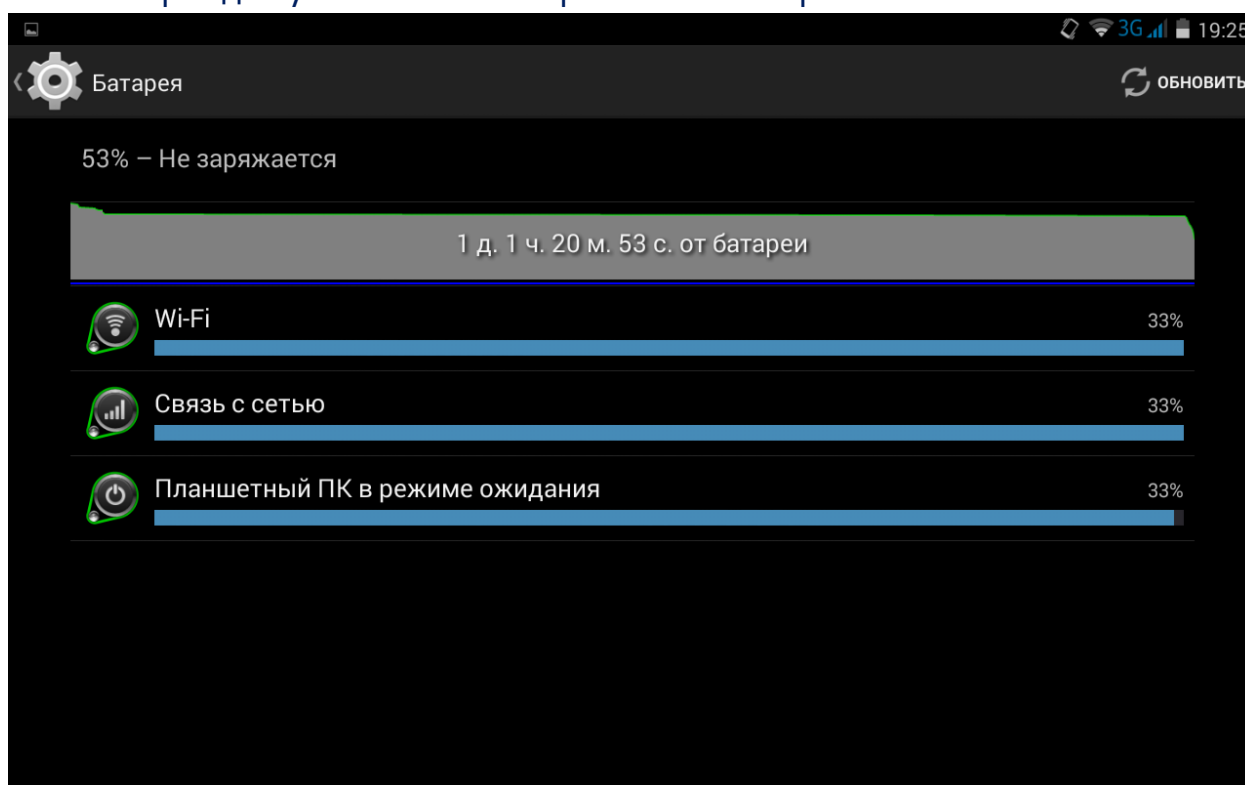 3G 19:25
Батарея ОБНОВИТЬ
53% – Не заряжается
1 д. 1 ч. 20 м. 53 с. от батареи
Wi-Fi 33%
Связь с сетью 33%
Планшетный ПК в режиме ожидания 33%